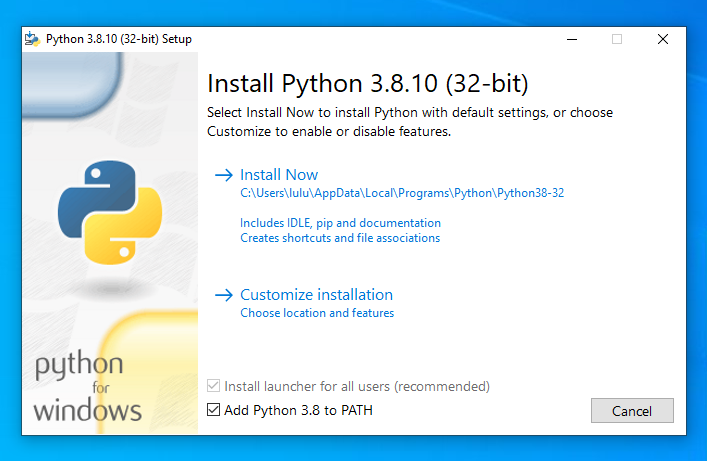 Python 3.8.10 (32-bit) Setup
Install Python 3.8.10 (32-bit)
Select Install Now to install Python with default settings, or choose
Customize to enable or disable features.
Install Now
C:\Users\lulu\AppData\Local\Programs\Python\Python38-32
Includes IDLE, pip and documentation
Creates shortcuts and file associations
Customize installation
Choose location and features
python
for
windows
Install launcher for all users (recommended)
Add Python 3.8 to PATH
Cancel